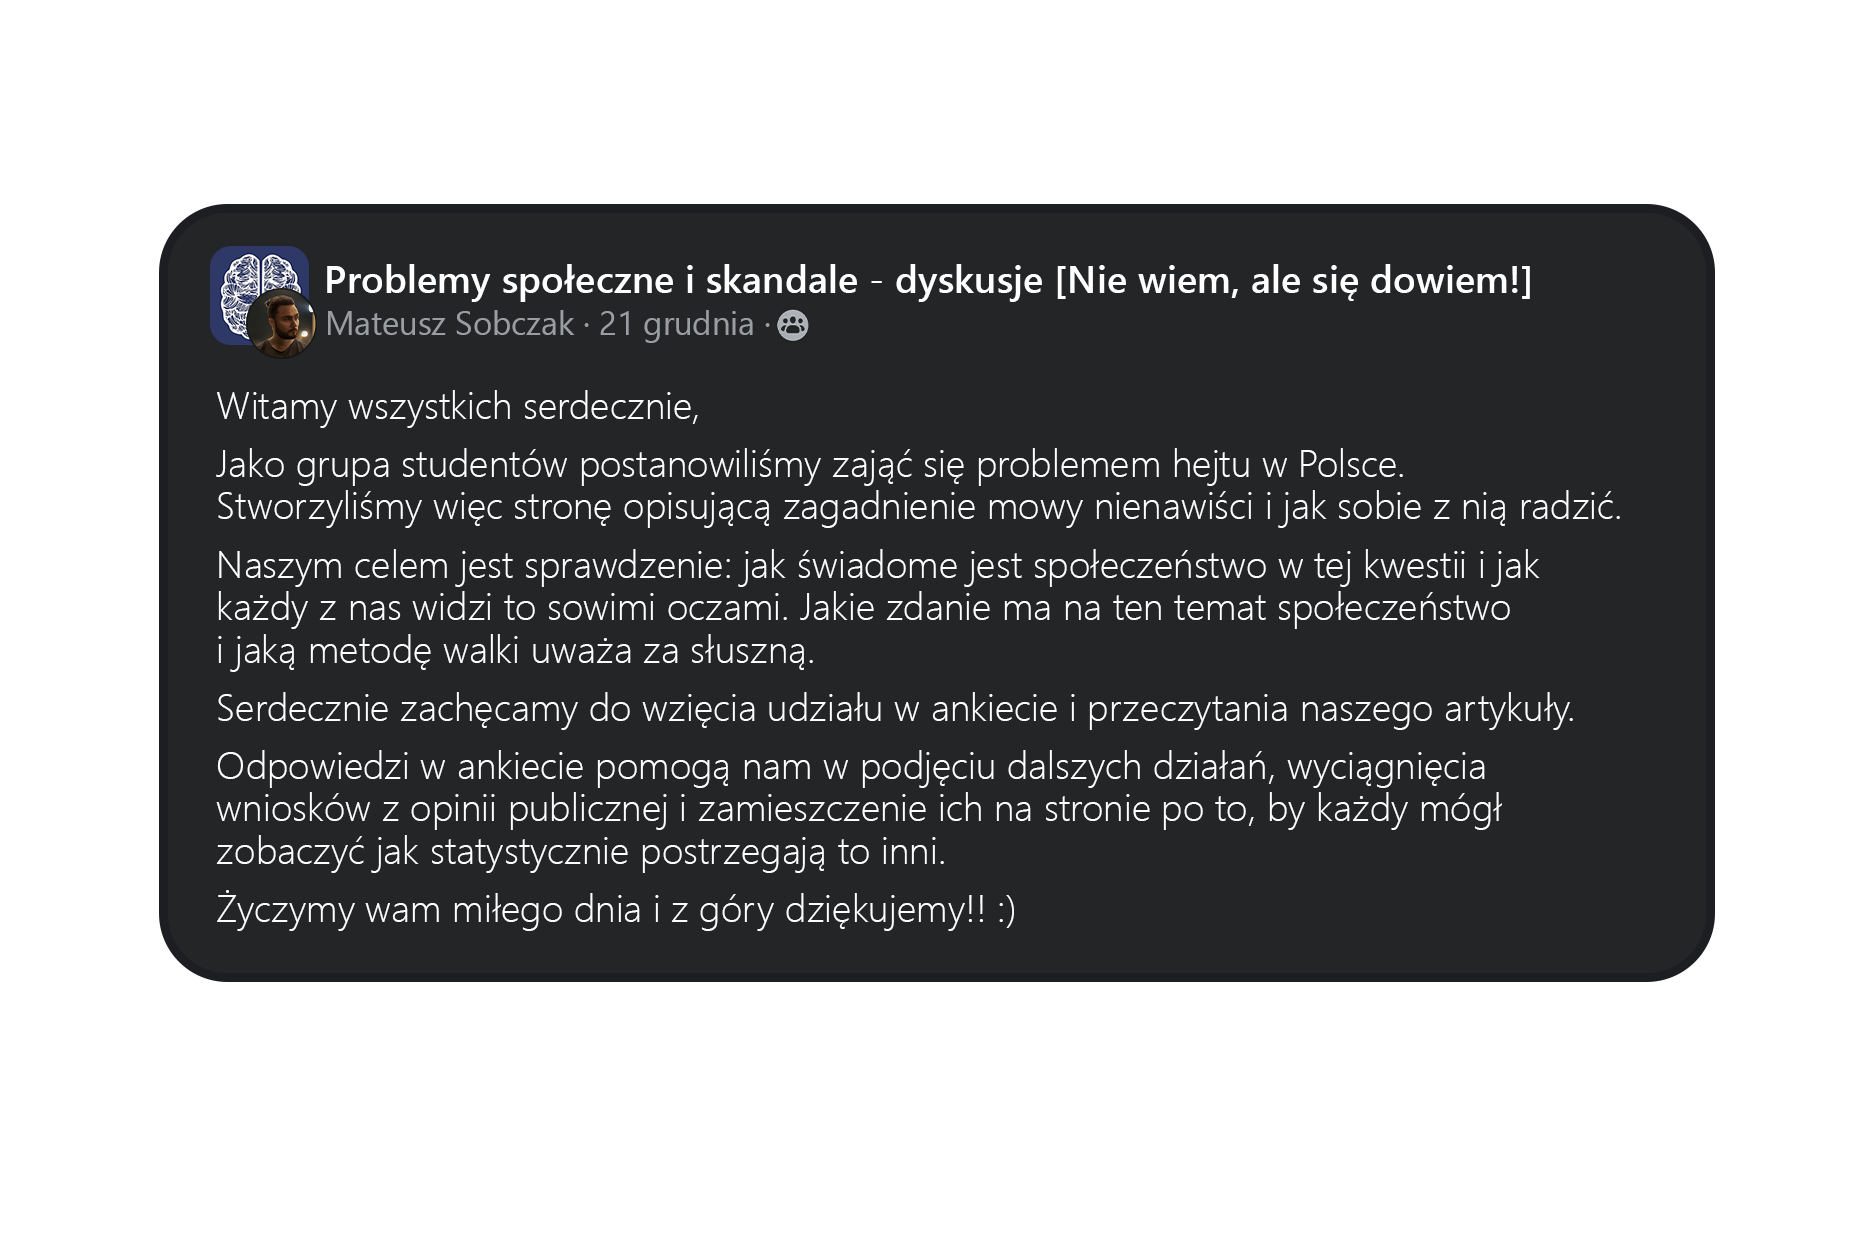 Problemy społeczne i skandale - dyskusje [Nie wiem, ale się dowiem!]
Mateusz Sobczak · 21 grudnia ·
Witamy wszystkich serdecznie,
Jako grupa studentów postanowiliśmy zająć się problemem hejtu w Polsce.
Stworzyliśmy więc stronę opisującą zagadnienie mowy nienawiści i jak sobie z nią radzić.
Naszym celem jest sprawdzenie: jak świadome jest społeczeństwo w tej kwestii i jak
każdy z nas widzi to sowimi oczami. Jakie zdanie ma na ten temat społeczeństwo
i jaką metodę walki uważa za słuszną.
Serdecznie zachęcamy do wzięcia udziału w ankiecie i przeczytania naszego artykuły.
Odpowiedzi w ankiecie pomogą nam w podjęciu dalszych działań, wyciągnięcia
wniosków z opinii publicznej i zamieszczenie ich na stronie po to, by każdy mógł
zobaczyć jak statystycznie postrzegają to inni.
Życzymy wam miłego dnia i z góry dziękujemy!! :)